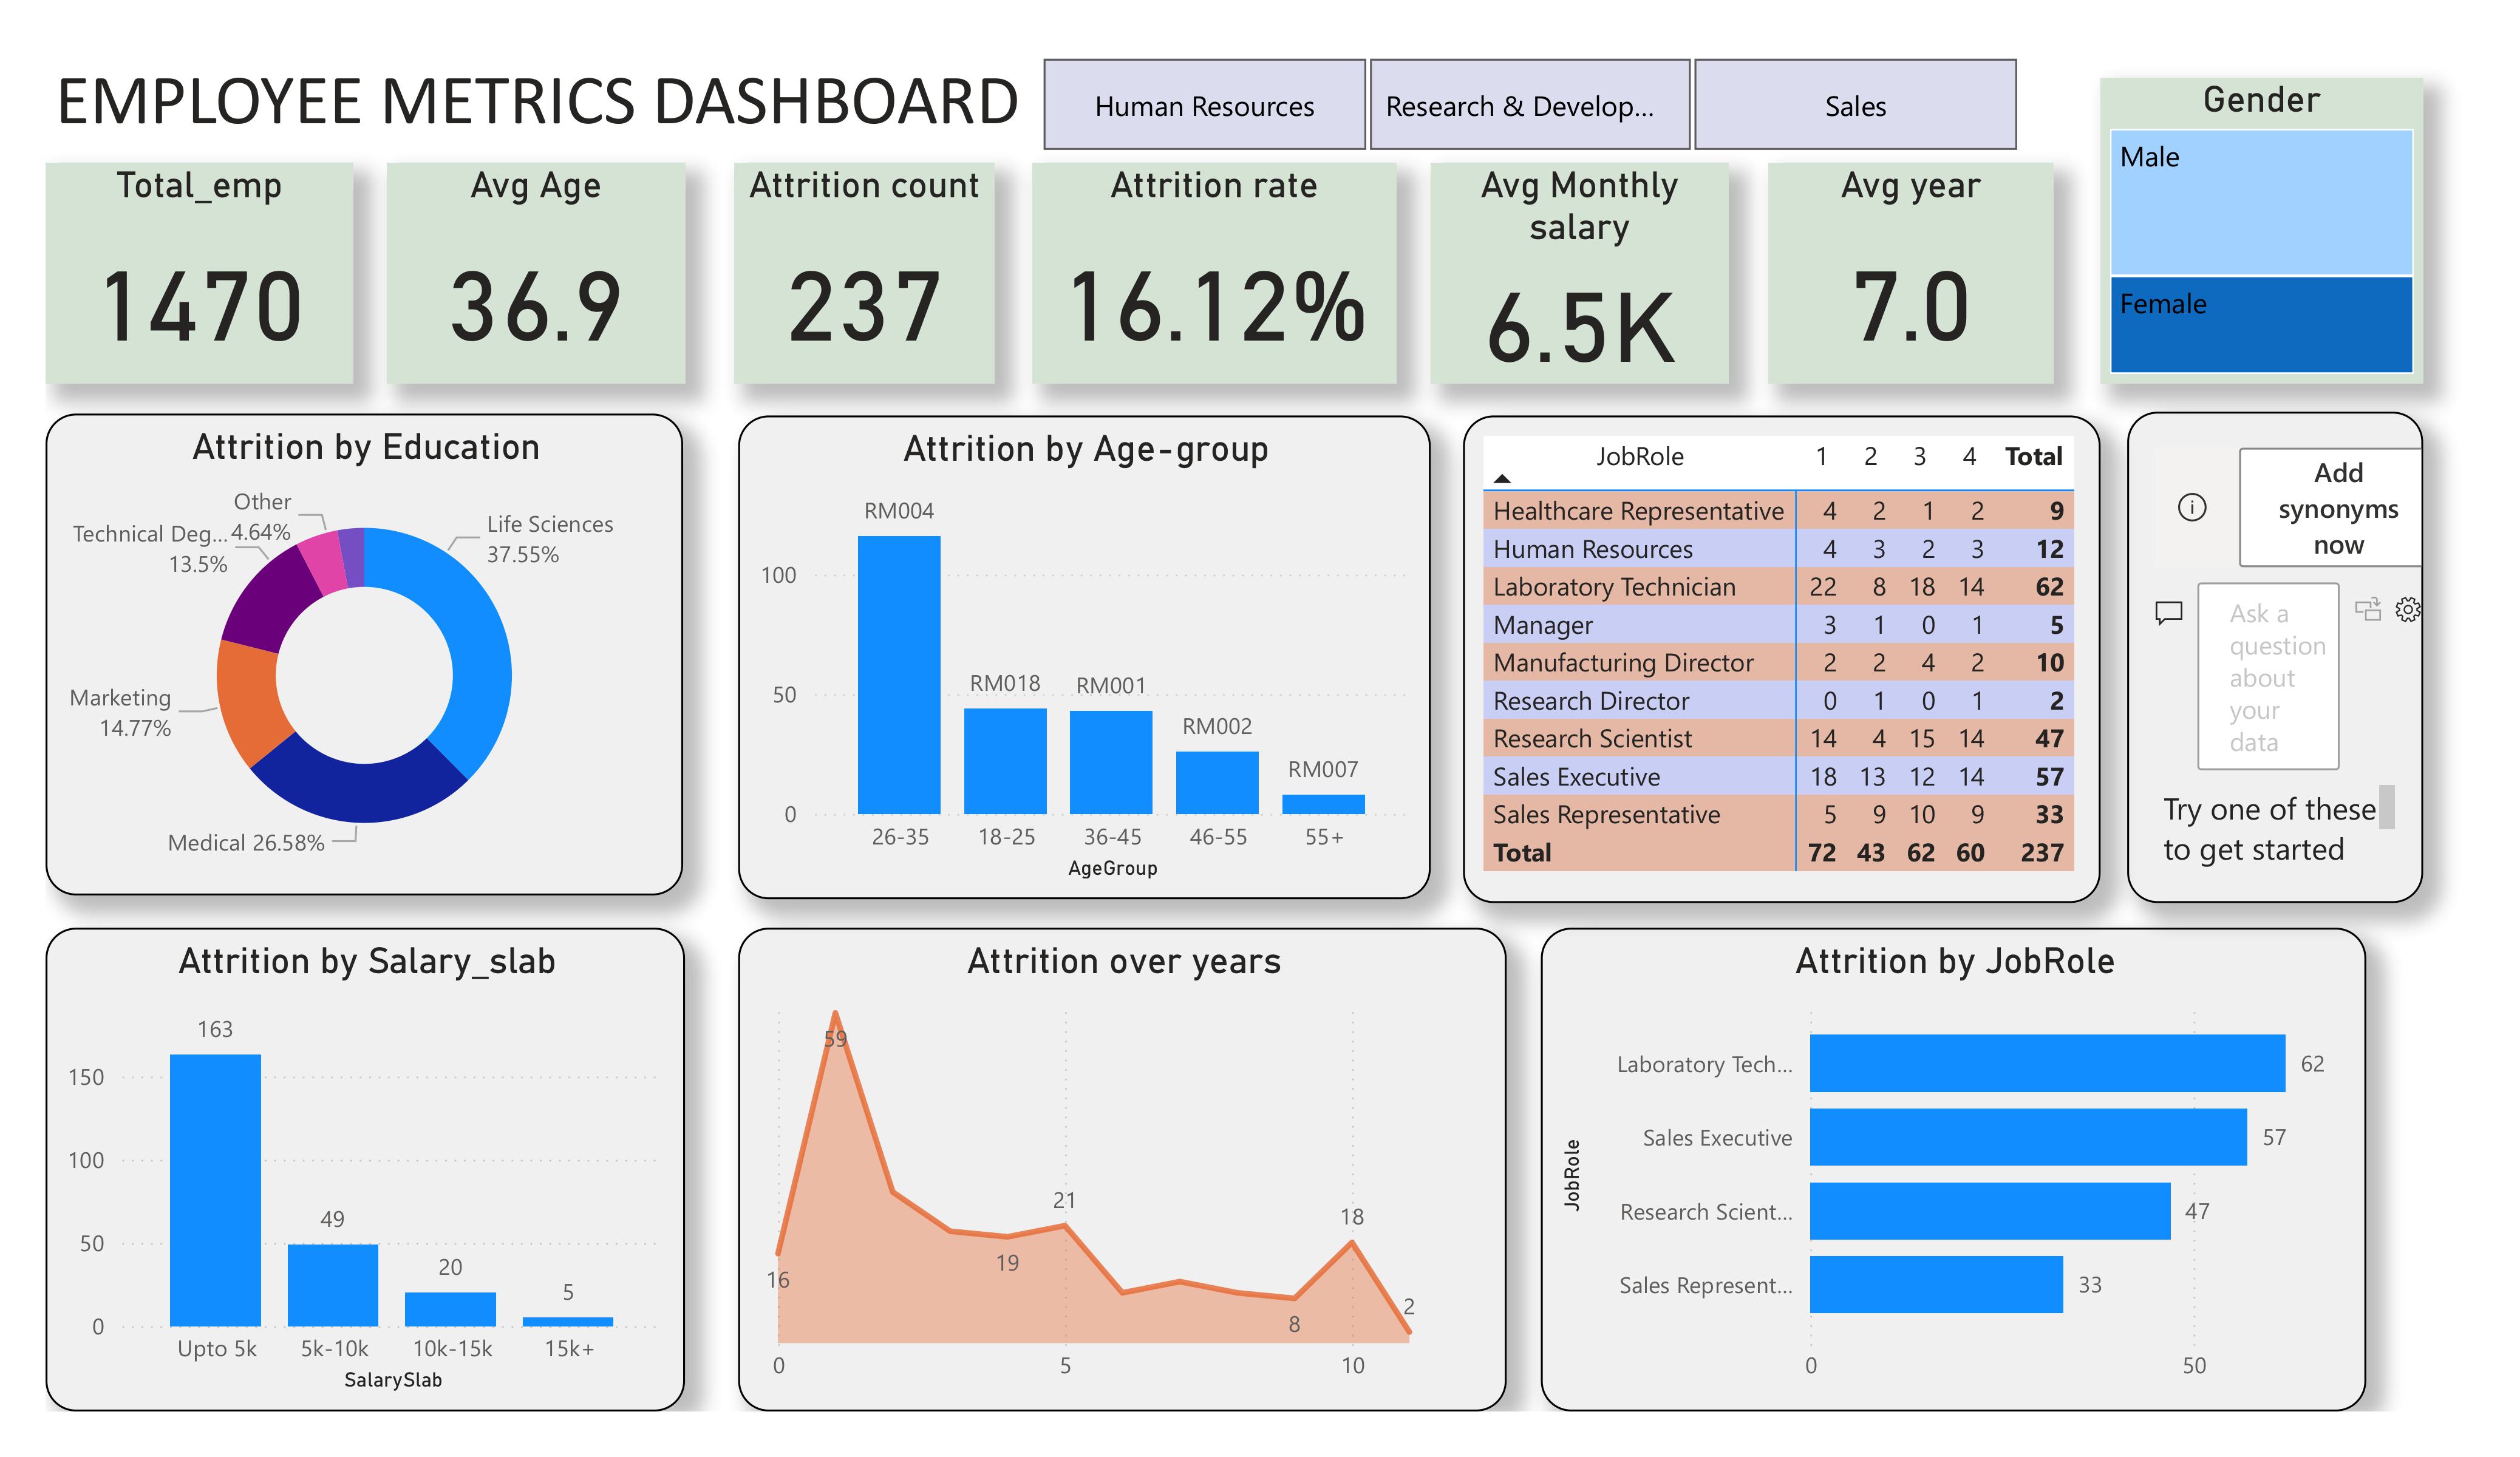 EMPLOYEE METRICS DASHBOARD
Human Resources
Research & Develop...
Sales
Gender
Male
Female
Total_emp
1470
Avg Age
36.9
Attrition count
237
Attrition rate
16.12%
Avg Monthly
salary
6.5K
Avg year
7.0
Attrition by Education
Other
4.64%
Technical Deg...
13.5%
Life Sciences
37.55%
Marketing
14.77%
Medical 26.58%
Attrition by Age-group
RM004
100
RM018
RM001
50
RM002
RM007
0
26-35 18-25 36-45 46-55 55+
AgeGroup
JobRole 1 2 3 4 Total
Healthcare Representative 4 2 1 2 9
Human Resources 4 3 2 3 12
Laboratory Technician 22 8 18 14 62
Manager 3 1 0 1 5
Manufacturing Director 2 2 4 2 10
Research Director 0 1 0 1 2
Research Scientist 14 4 15 14 47
Sales Executive 18 13 12 14 57
Sales Representative 5 9 10 9 33
Total 72 43 62 60 237
Add
synonyms
now
Ask a
question
about
your
data
Try one of these
to get started
Attrition by Salary_slab
163
150
100
49
50
20
5
0
Upto 5k 5k-10k 10k-15k 15k+
SalarySlab
Attrition over years
59
21
18
19
16
2
8
0 5 10
Attrition by JobRole
JobRole
Laboratory Tech... 62
Sales Executive 57
Research Scient... 47
Sales Represent... 33
0 50